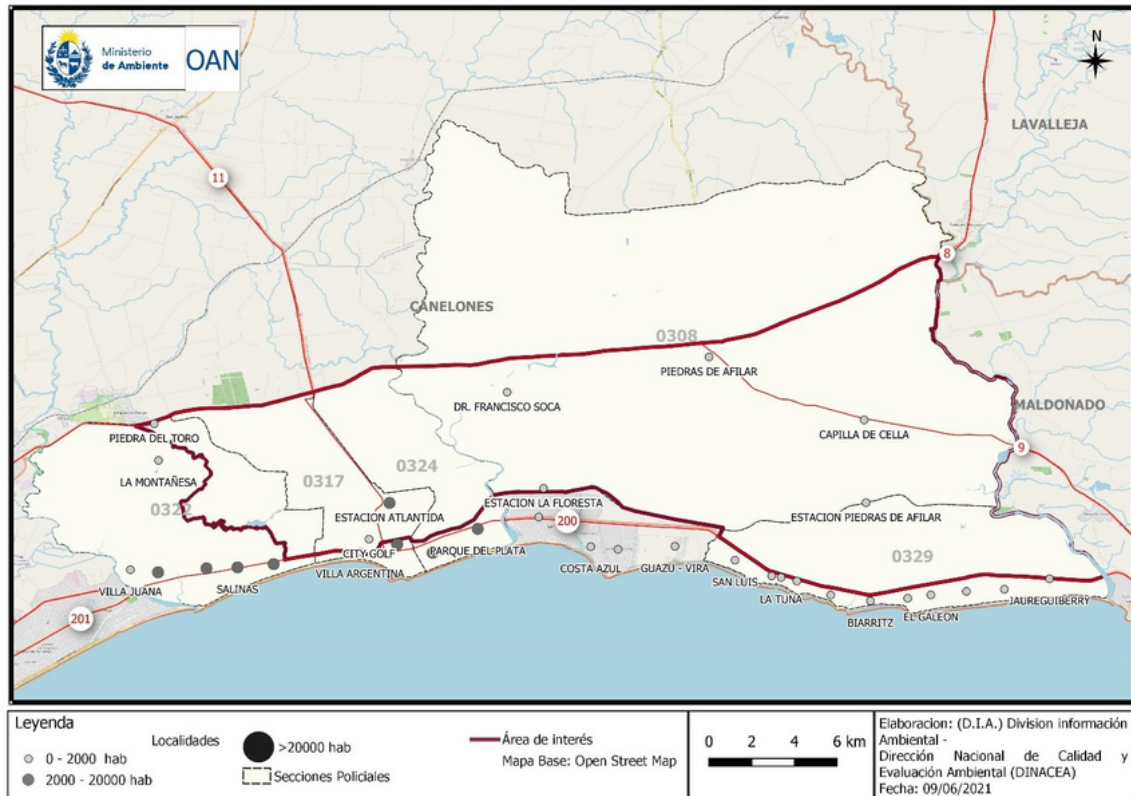 Ministerio
de Ambiente
OAN
N
LAVALLEJA
11
8
CANELONES
0308
PIEDRAS DE AFILAR
MALDONADO
DR. FRANCISCO SOCA
CAPILLA DE CELLA
PIEDRA DEL TORO
9
LA MONTAÑESA
0324
0317
0322
ESTACION LA FLORESTA
ESTACION ATLANTIDA
ESTACION PIEDRAS DE AFILAR
200
CITY GOLF
PARQUE DEL PLATA
0329
COSTA AZUL
GUAZU - VIRA
VILLA ARGENTINA
SAN LUIS
VILLA JUANA
SALINAS
LA TUNA
JAUREGUIBERRY
EL GALEON
BIARRITZ
201
Leyenda
Localidades
0 - 2000 hab
2000 - 20000 hab
>20000 hab
Secciones Policiales
Área de interés
Mapa Base: Open Street Map
0 2 4 6 km
Elaboracion: (D.I.A.) Division información
Ambiental -
Dirección Nacional de Calidad y
Evaluación Ambiental (DINACEA)
Fecha: 09/06/2021